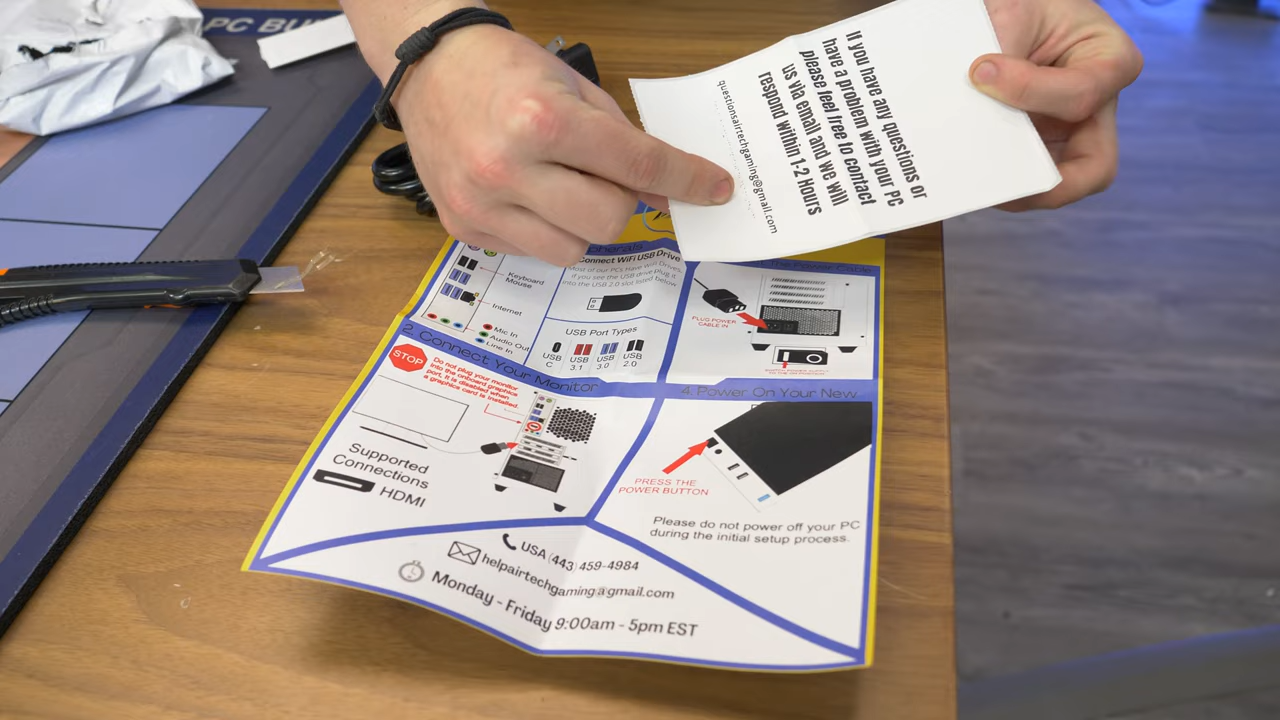 PC BU
If you have any questions or
have a problem with your PC
please feel free to contact
us via email and we will
respond within 1-2 Hours
questionsairtechgaming@gmail.com
Keyboard
Mouse
Internet
Mic In
Audio Out
Line In
Connect WiFi USB Drive
Most of our PCs Have WiFi Drives,
if you see the USB drive plug it
into the USB 2.0 slot listed below
USB Port Types
USB
C
USB
3.1
USB
3.0
USB
2.0
Power Cable
PLUG POWER
CABLE IN
2. Connect Your Monitor
STOP
Do not plug your monitor
into the onboard graphics
port. It is disabled when
a graphics card is installed.
Supported
Connections
HDMI
4. Power On Your New
PRESS THE
POWER BUTTON
Please do not power off your PC
during the initial setup process.
USA (443) 459-4984
helpairtechgaming@gmail.com
Monday - Friday 9:00am - 5pm EST